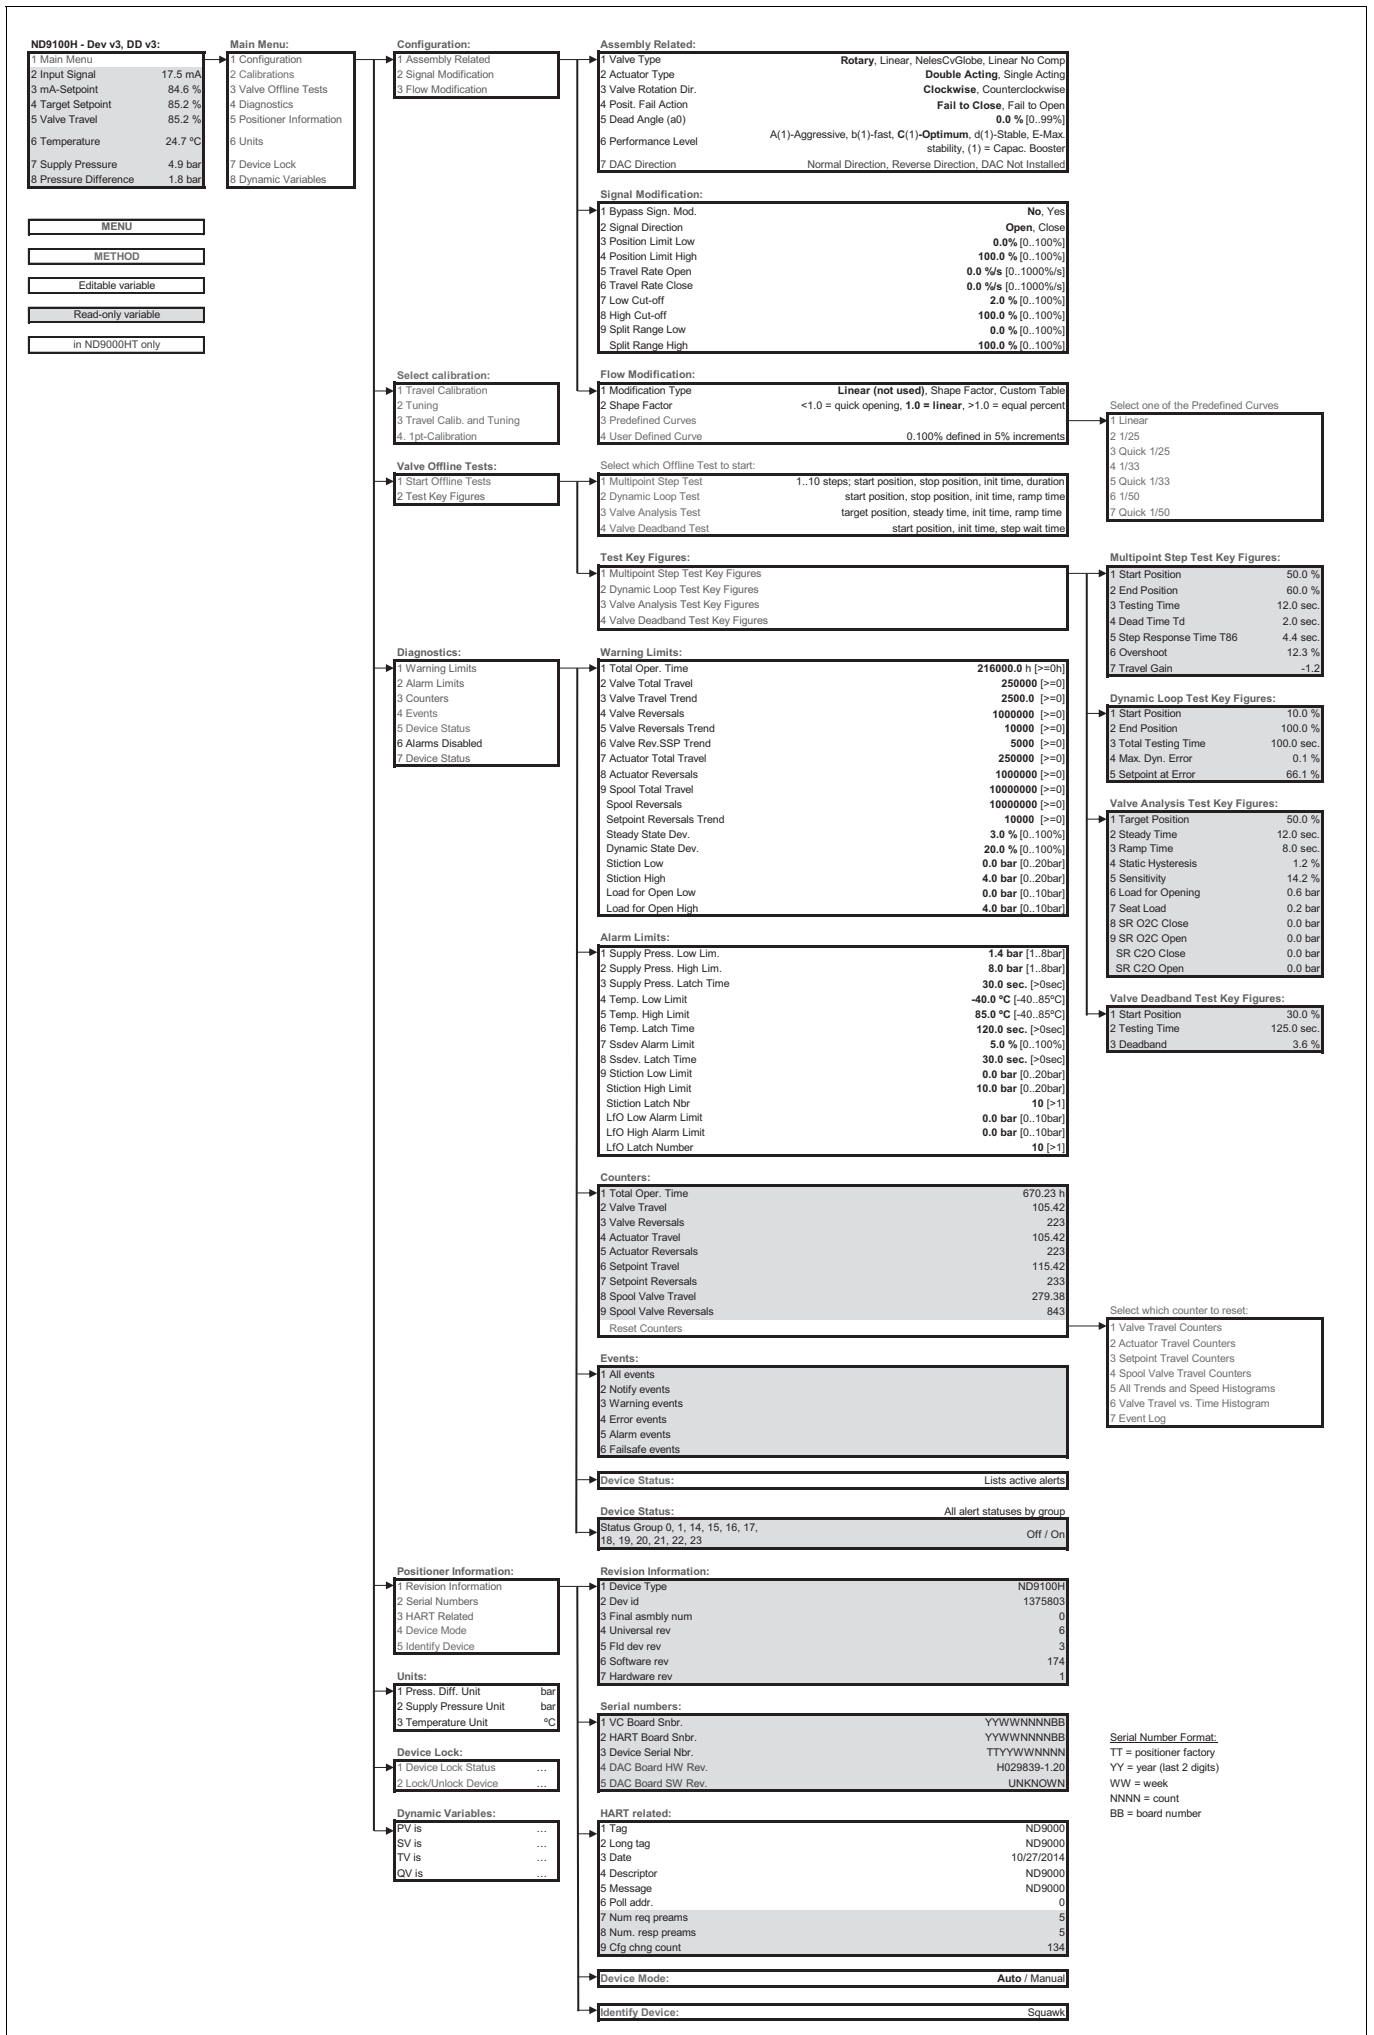 ND9100H - Dev v3, DD v3:
1 Main Menu
2 Input Signal 17.5 mA
3 mA-Setpoint 84.6 %
4 Target Setpoint 85.2 %
5 Valve Travel 85.2 %
6 Temperature 24.7 ºC
7 Supply Pressure 4.9 bar
8 Pressure Difference 1.8 bar
MENU
METHOD
Editable variable
Read-only variable
in ND9000HT only
Main Menu:
1 Configuration
2 Calibrations
3 Valve Offline Tests
4 Diagnostics
5 Positioner Information
6 Units
7 Device Lock
8 Dynamic Variables
Configuration:
1 Assembly Related
2 Signal Modification
3 Flow Modification
Assembly Related:
1 Valve Type Rotary, Linear, NelesCvGlobe, Linear No Comp
2 Actuator Type Double Acting, Single Acting
3 Valve Rotation Dir. Clockwise, Counterclockwise
4 Posit. Fail Action Fail to Close, Fail to Open
5 Dead Angle (a0) 0.0 % [0..99%]
6 Performance Level A(1)-Aggressive, b(1)-fast, C(1)-Optimum, d(1)-Stable, E-Max.
stability, (1) = Capac. Booster
7 DAC Direction Normal Direction, Reverse Direction, DAC Not Installed
Signal Modification:
1 Bypass Sign. Mod. No, Yes
2 Signal Direction Open, Close
3 Position Limit Low 0.0% [0..100%]
4 Position Limit High 100.0 % [0..100%]
5 Travel Rate Open 0.0 %/s [0..1000%/s]
6 Travel Rate Close 0.0 %/s [0..1000%/s]
7 Low Cut-off 2.0 % [0..100%]
8 High Cut-off 100.0 % [0..100%]
9 Split Range Low 0.0 % [0..100%]
Split Range High 100.0 % [0..100%]
Select calibration:
1 Travel Calibration
2 Tuning
3 Travel Calib. and Tuning
4. 1pt-Calibration
Flow Modification:
1 Modification Type Linear (not used), Shape Factor, Custom Table
2 Shape Factor <1.0 = quick opening, 1.0 = linear, >1.0 = equal percent
3 Predefined Curves
4 User Defined Curve 0.100% defined in 5% increments
Select one of the Predefined Curves
1 Linear
2 1/25
3 Quick 1/25
4 1/33
5 Quick 1/33
6 1/50
7 Quick 1/50
Valve Offline Tests:
1 Start Offline Tests
2 Test Key Figures
Select which Offline Test to start:
1 Multipoint Step Test 1..10 steps; start position, stop position, init time, duration
2 Dynamic Loop Test start position, stop position, init time, ramp time
3 Valve Analysis Test target position, steady time, init time, ramp time
4 Valve Deadband Test start position, init time, step wait time
Test Key Figures:
1 Multipoint Step Test Key Figures
2 Dynamic Loop Test Key Figures
3 Valve Analysis Test Key Figures
4 Valve Deadband Test Key Figures
Multipoint Step Test Key Figures:
1 Start Position 50.0 %
2 End Position 60.0 %
3 Testing Time 12.0 sec.
4 Dead Time Td 2.0 sec.
5 Step Response Time T86 4.4 sec.
6 Overshoot 12.3 %
7 Travel Gain -1.2
Dynamic Loop Test Key Figures:
1 Start Position 10.0 %
2 End Position 100.0 %
3 Total Testing Time 100.0 sec.
4 Max. Dyn. Error 0.1 %
5 Setpoint at Error 66.1 %
Valve Analysis Test Key Figures:
1 Target Position 50.0 %
2 Steady Time 12.0 sec.
3 Ramp Time 8.0 sec.
4 Static Hysteresis 1.2 %
5 Sensitivity 14.2 %
6 Load for Opening 0.6 bar
7 Seat Load 0.2 bar
8 SR O2C Close 0.0 bar
9 SR O2C Open 0.0 bar
SR C2O Close 0.0 bar
SR C2O Open 0.0 bar
Valve Deadband Test Key Figures:
1 Start Position 30.0 %
2 Testing Time 125.0 sec.
3 Deadband 3.6 %
Diagnostics:
1 Warning Limits
2 Alarm Limits
3 Counters
4 Events
5 Device Status
6 Alarms Disabled
7 Device Status
Warning Limits:
1 Total Oper. Time 216000.0 h [>=0h]
2 Valve Total Travel 250000 [>=0]
3 Valve Travel Trend 2500.0 [>=0]
4 Valve Reversals 1000000 [>=0]
5 Valve Reversals Trend 10000 [>=0]
6 Valve Rev.SSP Trend 5000 [>=0]
7 Actuator Total Travel 250000 [>=0]
8 Actuator Reversals 1000000 [>=0]
9 Spool Total Travel 10000000 [>=0]
Spool Reversals 10000000 [>=0]
Setpoint Reversals Trend 10000 [>=0]
Steady State Dev. 3.0 % [0..100%]
Dynamic State Dev. 20.0 % [0..100%]
Stiction Low 0.0 bar [0..20bar]
Stiction High 4.0 bar [0..20bar]
Load for Open Low 0.0 bar [0..10bar]
Load for Open High 4.0 bar [0..10bar]
Alarm Limits:
1 Supply Press. Low Lim. 1.4 bar [1..8bar]
2 Supply Press. High Lim. 8.0 bar [1..8bar]
3 Supply Press. Latch Time 30.0 sec. [>0sec]
4 Temp. Low Limit -40.0 ºC [-40..85ºC]
5 Temp. High Limit 85.0 ºC [-40..85ºC]
6 Temp. Latch Time 120.0 sec. [>0sec]
7 Ssdev Alarm Limit 5.0 % [0..100%]
8 Ssdev. Latch Time 30.0 sec. [>0sec]
9 Stiction Low Limit 0.0 bar [0..20bar]
Stiction High Limit 10.0 bar [0..20bar]
Stiction Latch Nbr 10 [>1]
LfO Low Alarm Limit 0.0 bar [0..10bar]
LfO High Alarm Limit 0.0 bar [0..10bar]
LfO Latch Number 10 [>1]
Counters:
1 Total Oper. Time 670.23 h
2 Valve Travel 105.42
3 Valve Reversals 223
4 Actuator Travel 105.42
5 Actuator Reversals 223
6 Setpoint Travel 115.42
7 Setpoint Reversals 233
8 Spool Valve Travel 279.38
9 Spool Valve Reversals 843
Reset Counters
Select which counter to reset:
1 Valve Travel Counters
2 Actuator Travel Counters
3 Setpoint Travel Counters
4 Spool Valve Travel Counters
5 All Trends and Speed Histograms
6 Valve Travel vs. Time Histogram
7 Event Log
Events:
1 All events
2 Notify events
3 Warning events
4 Error events
5 Alarm events
6 Failsafe events
Device Status: Lists active alerts
Device Status: All alert statuses by group
Status Group 0, 1, 14, 15, 16, 17,
18, 19, 20, 21, 22, 23 Off / On
Positioner Information:
1 Revision Information
2 Serial Numbers
3 HART Related
4 Device Mode
5 Identify Device
Revision Information:
1 Device Type ND9100H
2 Dev id 1375803
3 Final asmbly num 0
4 Universal rev 6
5 Fld dev rev 3
6 Software rev 174
7 Hardware rev 1
Units:
1 Press. Diff. Unit bar
2 Supply Pressure Unit bar
3 Temperature Unit ºC
Device Lock:
1 Device Lock Status ...
2 Lock/Unlock Device ...
Dynamic Variables:
PV is ...
SV is ...
TV is ...
QV is ...
Serial numbers:
1 VC Board Snbr. YYWWNNNNBB
2 HART Board Snbr. YYWWNNNNBB
3 Device Serial Nbr. TTYYWWNNNN
4 DAC Board HW Rev. H029839-1.20
5 DAC Board SW Rev. UNKNOWN
Serial Number Format:
TT = positioner factory
YY = year (last 2 digits)
WW = week
NNNN = count
BB = board number
HART related:
1 Tag ND9000
2 Long tag ND9000
3 Date 10/27/2014
4 Descriptor ND9000
5 Message ND9000
6 Poll addr. 0
7 Num req preams 5
8 Num. resp preams 5
9 Cfg chng count 134
Device Mode: Auto / Manual
Identify Device: Squawk